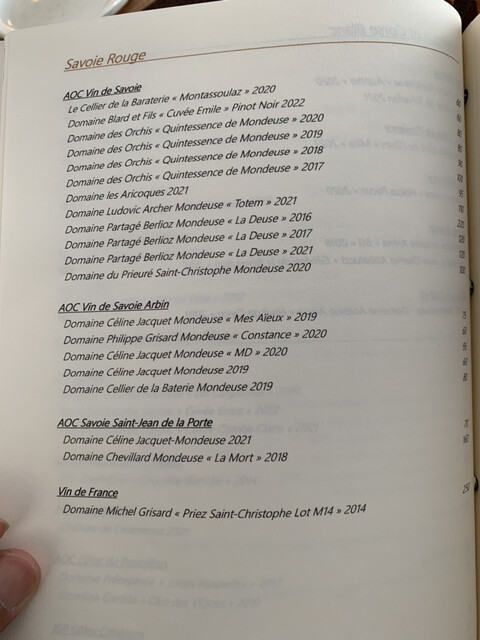 Savoie Rouge
AOC Vin de Savoie
Le Cellier de la Baraterie « Montassoulaz » 2020
Domaine Blard et Fils « Cuvée Emile » Pinot Noir 2022
Domaine des Orchis « Quintessence de Mondeuse » 2020
Domaine des Orchis « Quintessence de Mondeuse » 2019
Domaine des Orchis « Quintessence de Mondeuse » 2018
Domaine des Orchis « Quintessence de Mondeuse » 2017
Domaine les Aricoques 2021
Domaine Ludovic Archer Mondeuse « Totem » 2021
Domaine Partagé Berlioz Mondeuse « La Deuse » 2016
Domaine Partagé Berlioz Mondeuse « La Deuse » 2017
Domaine Partagé Berlioz Mondeuse « La Deuse » 2021
Domaine du Prieuré Saint-Christophe Mondeuse 2020
AOC Vin de Savoie Arbin
Domaine Céline Jacquet Mondeuse « Mes Aïeux » 2019
Domaine Philippe Grisard Mondeuse « Constance » 2020
Domaine Céline Jacquet Mondeuse « MD » 2020
Domaine Céline Jacquet Mondeuse 2019
Domaine Cellier de la Baterie Mondeuse 2019
AOC Savoie Saint-Jean de la Porte
Domaine Céline Jacquet-Mondeuse 2021
Domaine Chevillard Mondeuse « La Mort » 2018
Vin de France
Domaine Michel Grisard « Priez Saint-Christophe Lot M14 » 2014
250